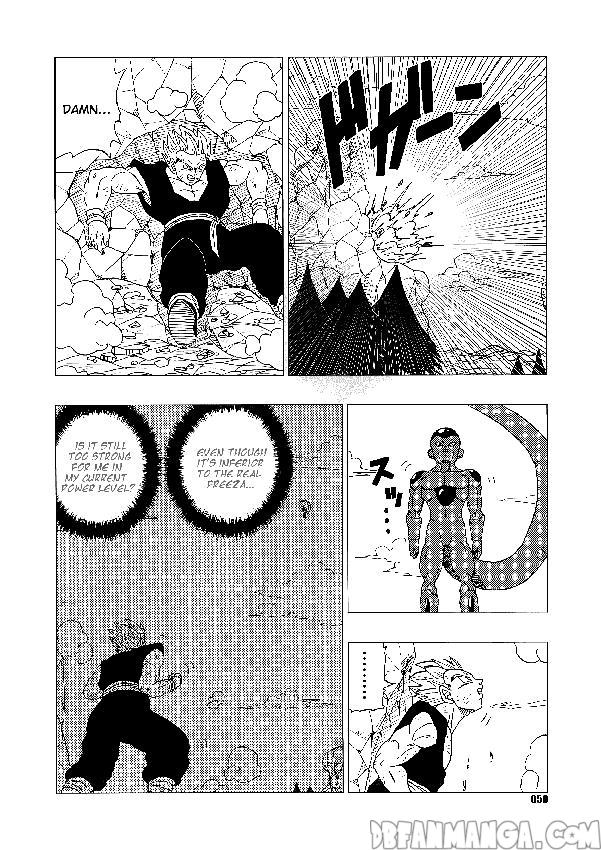 ドガーン
DAMN...
スッ…
EVEN THOUGH
IT'S INFERIOR
TO THE REAL
FREEZA...
IS IT STILL
TOO STRONG
FOR ME IN
MY CURRENT
POWER LEVEL?
………
050
DBFANMANGA.COM